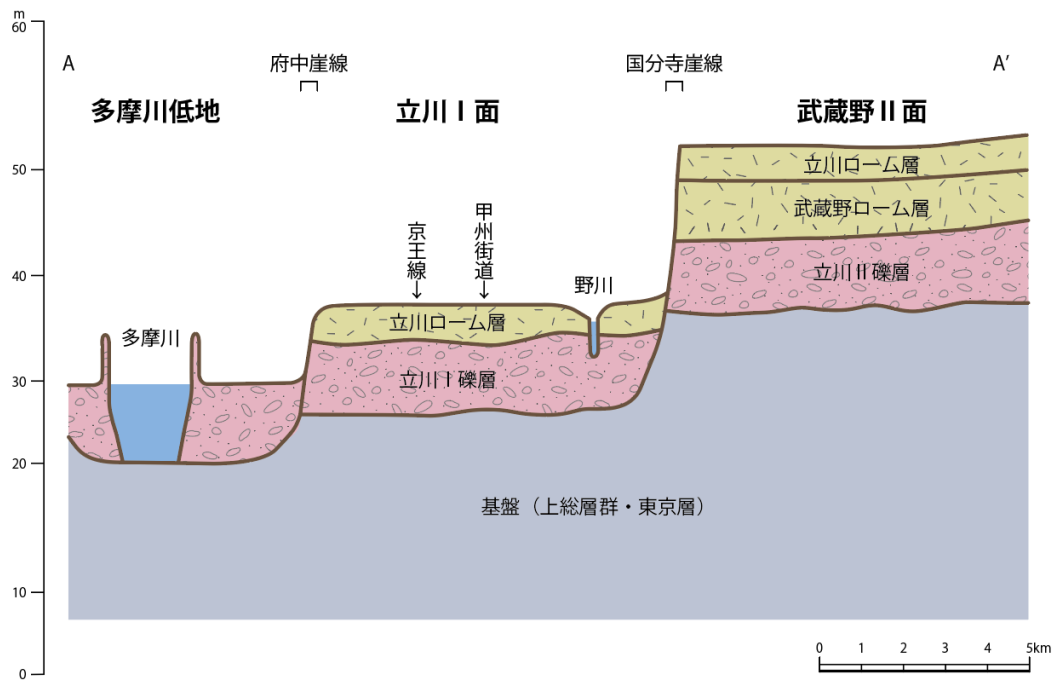 m
60
50
40
30
20
10
0
A
府中崖線
国分寺崖線
A′
多摩川低地
立川Ⅰ面
武蔵野Ⅱ面
立川ローム層
武蔵野ローム層
立川Ⅱ礫層
京王線
甲州街道
野川
多摩川
立川ローム層
立川Ⅰ礫層
基盤（上総層群・東京層）
0 1 2 3 4 5km